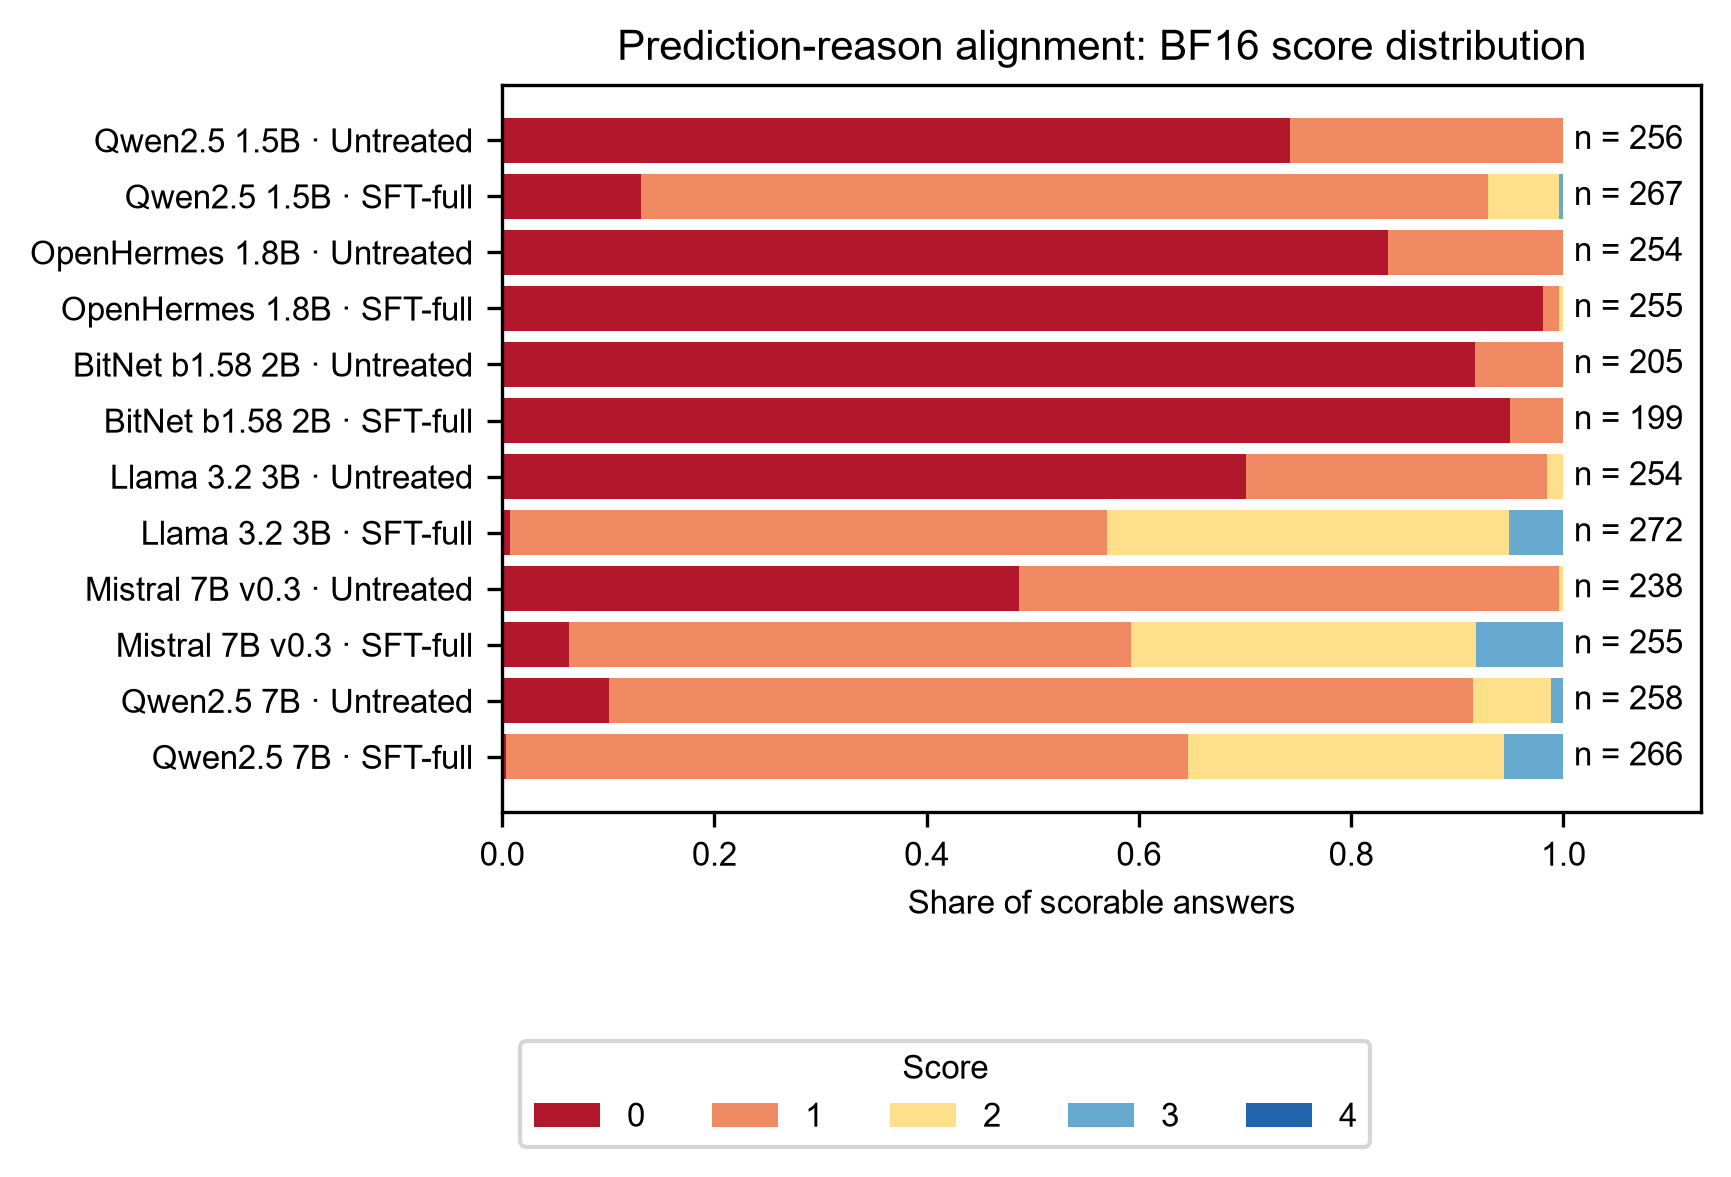 Prediction-reason alignment: BF16 score distribution
Qwen2.5 1.5B · Untreated
n = 256
Qwen2.5 1.5B · SFT-full
n = 267
OpenHermes 1.8B · Untreated
n = 254
OpenHermes 1.8B · SFT-full
n = 255
BitNet b1.58 2B · Untreated
n = 205
BitNet b1.58 2B · SFT-full
n = 199
Llama 3.2 3B · Untreated
n = 254
Llama 3.2 3B · SFT-full
n = 272
Mistral 7B v0.3 · Untreated
n = 238
Mistral 7B v0.3 · SFT-full
n = 255
Qwen2.5 7B · Untreated
n = 258
Qwen2.5 7B · SFT-full
n = 266
0.0 0.2 0.4 0.6 0.8 1.0
Share of scorable answers
Score
0 1 2 3 4